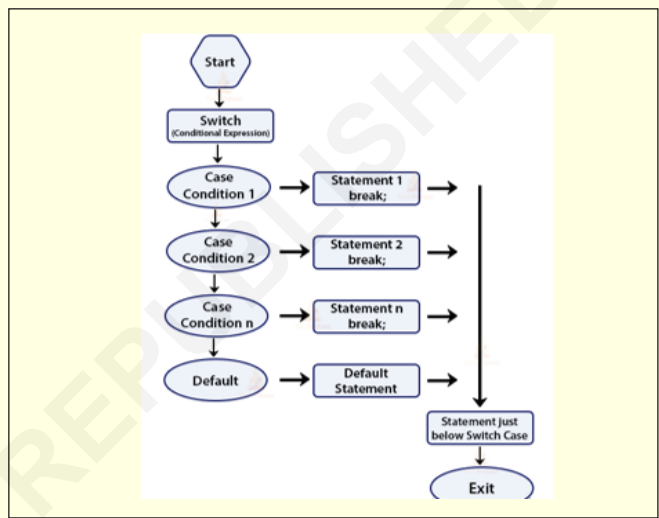 Start
Switch
(Conditional Expression)
Case
Condition 1
Statement 1
break;
Case
Condition 2
Statement 2
break;
Case
Condition n
Statement n
break;
Default
Default
Statement
Statement just
below Switch Case
Exit
REPUBLISHED